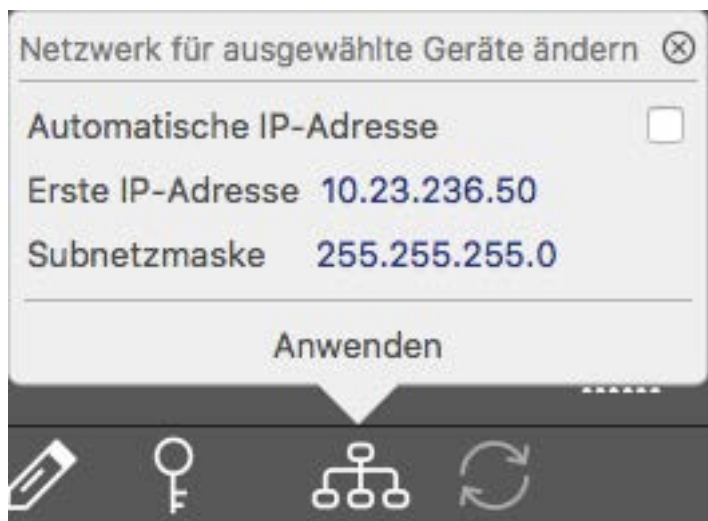 Netzwerk für ausgewählte Geräte ändern
Automatische IP-Adresse
Erste IP-Adresse 10.23.236.50
Subnetzmaske 255.255.255.0
Anwenden